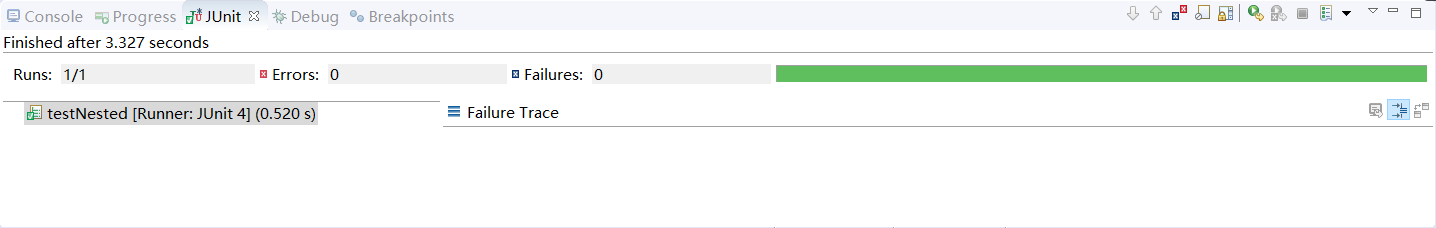 Console Progress JUnit Debug Breakpoints
Finished after 3.327 seconds
Runs: 1/1 Errors: 0 Failures: 0
testNested [Runner: JUnit 4] (0.520 s) Failure Trace